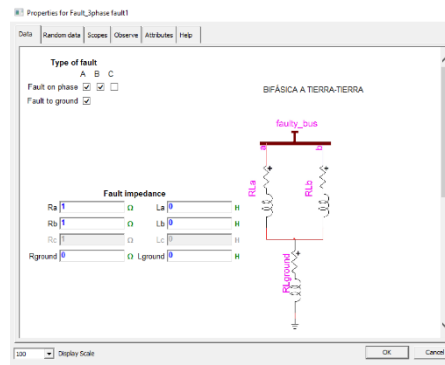 Properties for Fault_3phase fault1
Data Random data Scopes Observe Attributes Help
Type of fault
A B C
Fault on phase
Fault to ground
BIFÁSICA A TIERRA-TIERRA
faulty_bus
a b
RLa RLb
Fault impedance
Ra 1 Ω La 0 H
Rb 1 Ω Lb 0 H
Rc 1 Ω Lc 0 H
Rground 0 Ω Lground 0 H
RLground
100 Display Scale OK Cancel